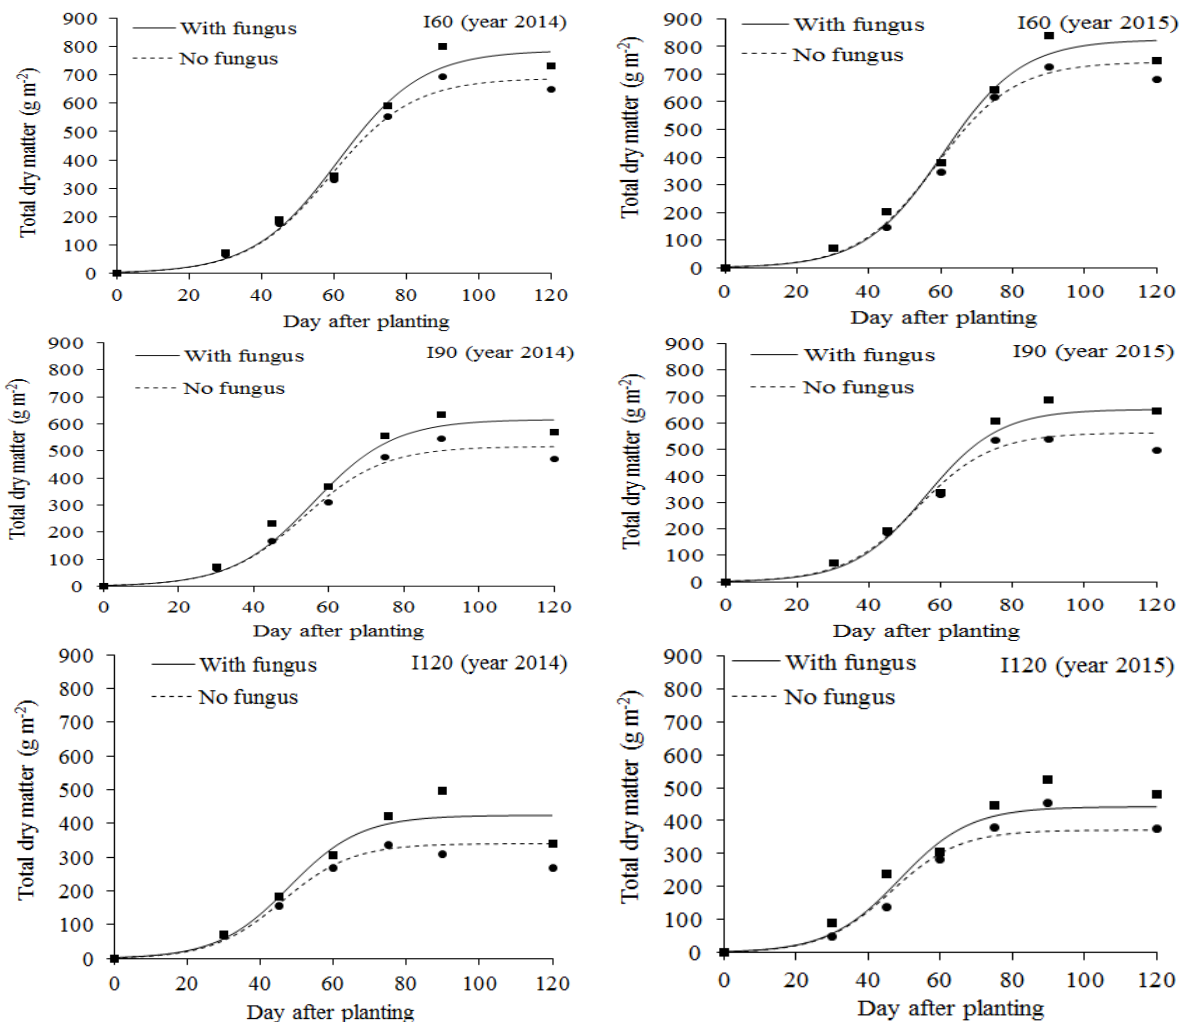 With fungus
No fungus
I60 (year 2014)
Total dry matter (g m-2)
900
800
700
600
500
400
300
200
100
0
0 20 40 60 80 100 120
Day after planting
With fungus
No fungus
I60 (year 2015)
Total dry matter (g m-2)
900
800
700
600
500
400
300
200
100
0
0 20 40 60 80 100 120
Day after planting
With fungus
No fungus
I90 (year 2014)
Total dry matter (g m-2)
900
800
700
600
500
400
300
200
100
0
0 20 40 60 80 100 120
Day after planting
With fungus
No fungus
I90 (year 2015)
Total dry matter (g m-2)
900
800
700
600
500
400
300
200
100
0
0 20 40 60 80 100 120
Day after planting
With fungus
No fungus
I120 (year 2014)
Total dry matter (g m-2)
900
800
700
600
500
400
300
200
100
0
0 20 40 60 80 100 120
Day after planting
With fungus
No fungus
I120 (year 2015)
Total dry matter (g m-2)
900
800
700
600
500
400
300
200
100
0
0 20 40 60 80 100 120
Day after planting